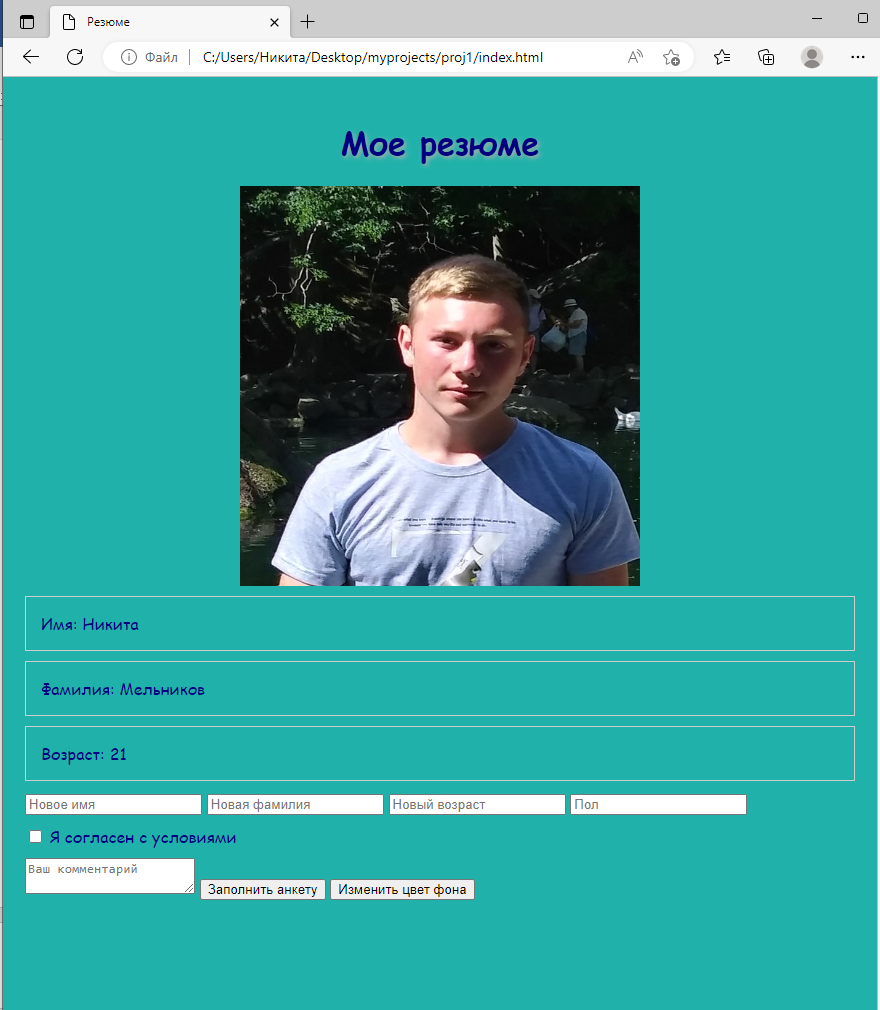 Резюме
Файл C:/Users/Никита/Desktop/myprojects/proj1/index.html
Мое резюме
Имя: Никита
Фамилия: Мельников
Возраст: 21
Новое имя Новая фамилия Новый возраст Пол
Я согласен с условиями
Ваш комментарий
Заполнить анкету Изменить цвет фона